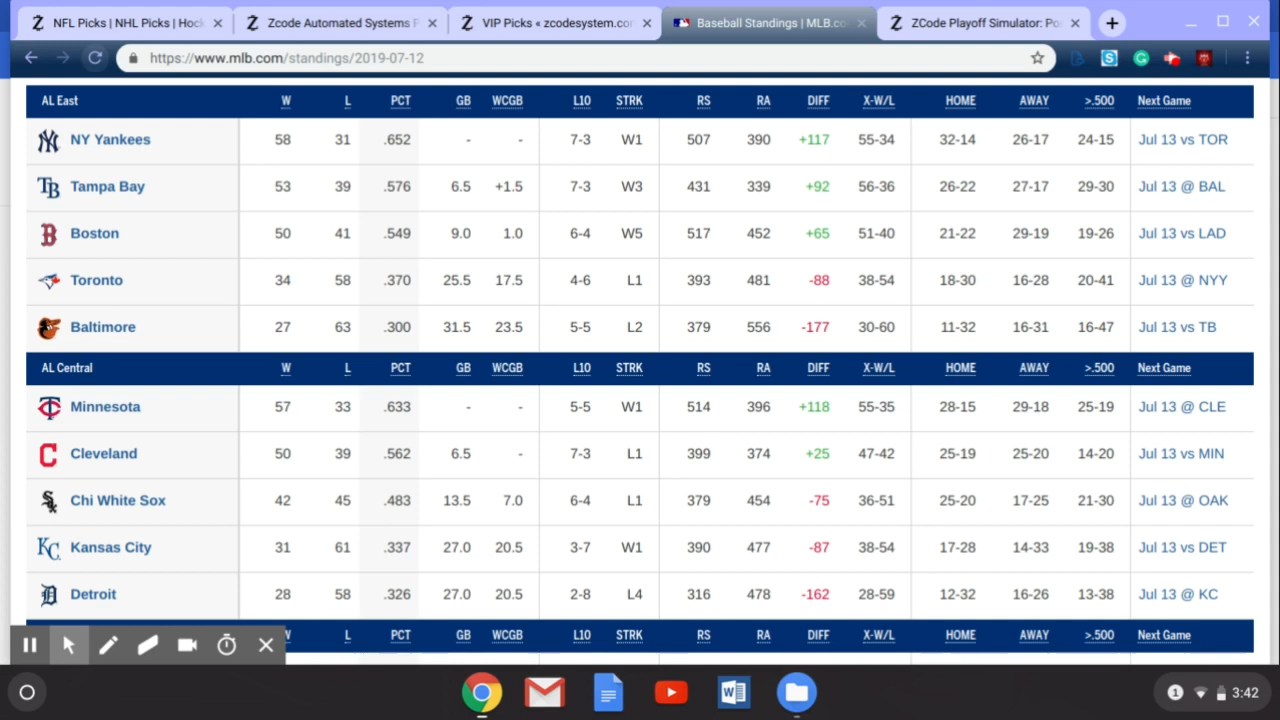 NFL Picks | NHL Picks | Hock Zcode Automated Systems F VIP Picks « zcodesystem.com Baseball Standings | MLB.co ZCode Playoff Simulator: Po
https://www.mlb.com/standings/2019-07-12
AL East W L PCT GB WCGB L10 STRK RS RA DIFF X-W/L HOME AWAY >.500 Next Game
NY Yankees 58 31 .652 - - 7-3 W1 507 390 +117 55-34 32-14 26-17 24-15 Jul 13 vs TOR
Tampa Bay 53 39 .576 6.5 +1.5 7-3 W3 431 339 +92 56-36 26-22 27-17 29-30 Jul 13 @ BAL
Boston 50 41 .549 9.0 1.0 6-4 W5 517 452 +65 51-40 21-22 29-19 19-26 Jul 13 vs LAD
Toronto 34 58 .370 25.5 17.5 4-6 L1 393 481 -88 38-54 18-30 16-28 20-41 Jul 13 @ NYY
Baltimore 27 63 .300 31.5 23.5 5-5 L2 379 556 -177 30-60 11-32 16-31 16-47 Jul 13 vs TB
AL Central W L PCT GB WCGB L10 STRK RS RA DIFF X-W/L HOME AWAY >.500 Next Game
Minnesota 57 33 .633 - - 5-5 W1 514 396 +118 55-35 28-15 29-18 25-19 Jul 13 @ CLE
Cleveland 50 39 .562 6.5 - 7-3 L1 399 374 +25 47-42 25-19 25-20 14-20 Jul 13 vs MIN
Chi White Sox 42 45 .483 13.5 7.0 6-4 L1 379 454 -75 36-51 25-20 17-25 21-30 Jul 13 @ OAK
Kansas City 31 61 .337 27.0 20.5 3-7 W1 390 477 -87 38-54 17-28 14-33 19-38 Jul 13 vs DET
Detroit 28 58 .326 27.0 20.5 2-8 L4 316 478 -162 28-59 12-32 16-26 13-38 Jul 13 @ KC
W L PCT GB WCGB L10 STRK RS RA DIFF X-W/L HOME AWAY >.500 Next Game
1 3:42